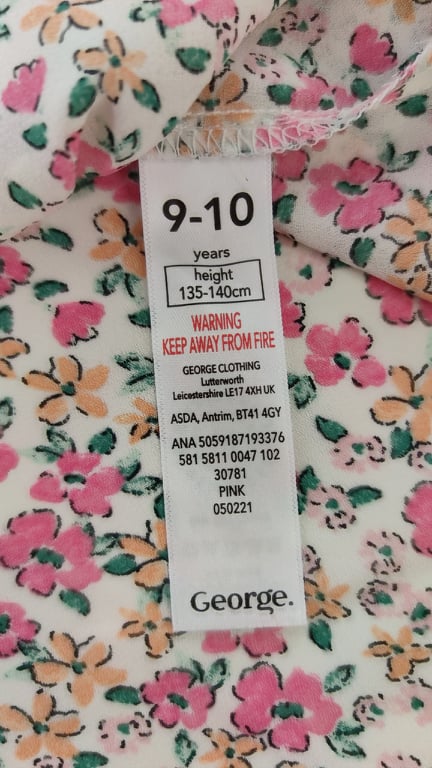 9-10
years
height
135-140cm
WARNING
KEEP AWAY FROM FIRE
GEORGE CLOTHING
Lutterworth
Leicestershire LE17 4XH UK
ASDA, Antrim, BT41 4GY
ANA 5059187193376
581 5811 0047 102
30781
PINK
050221
George.